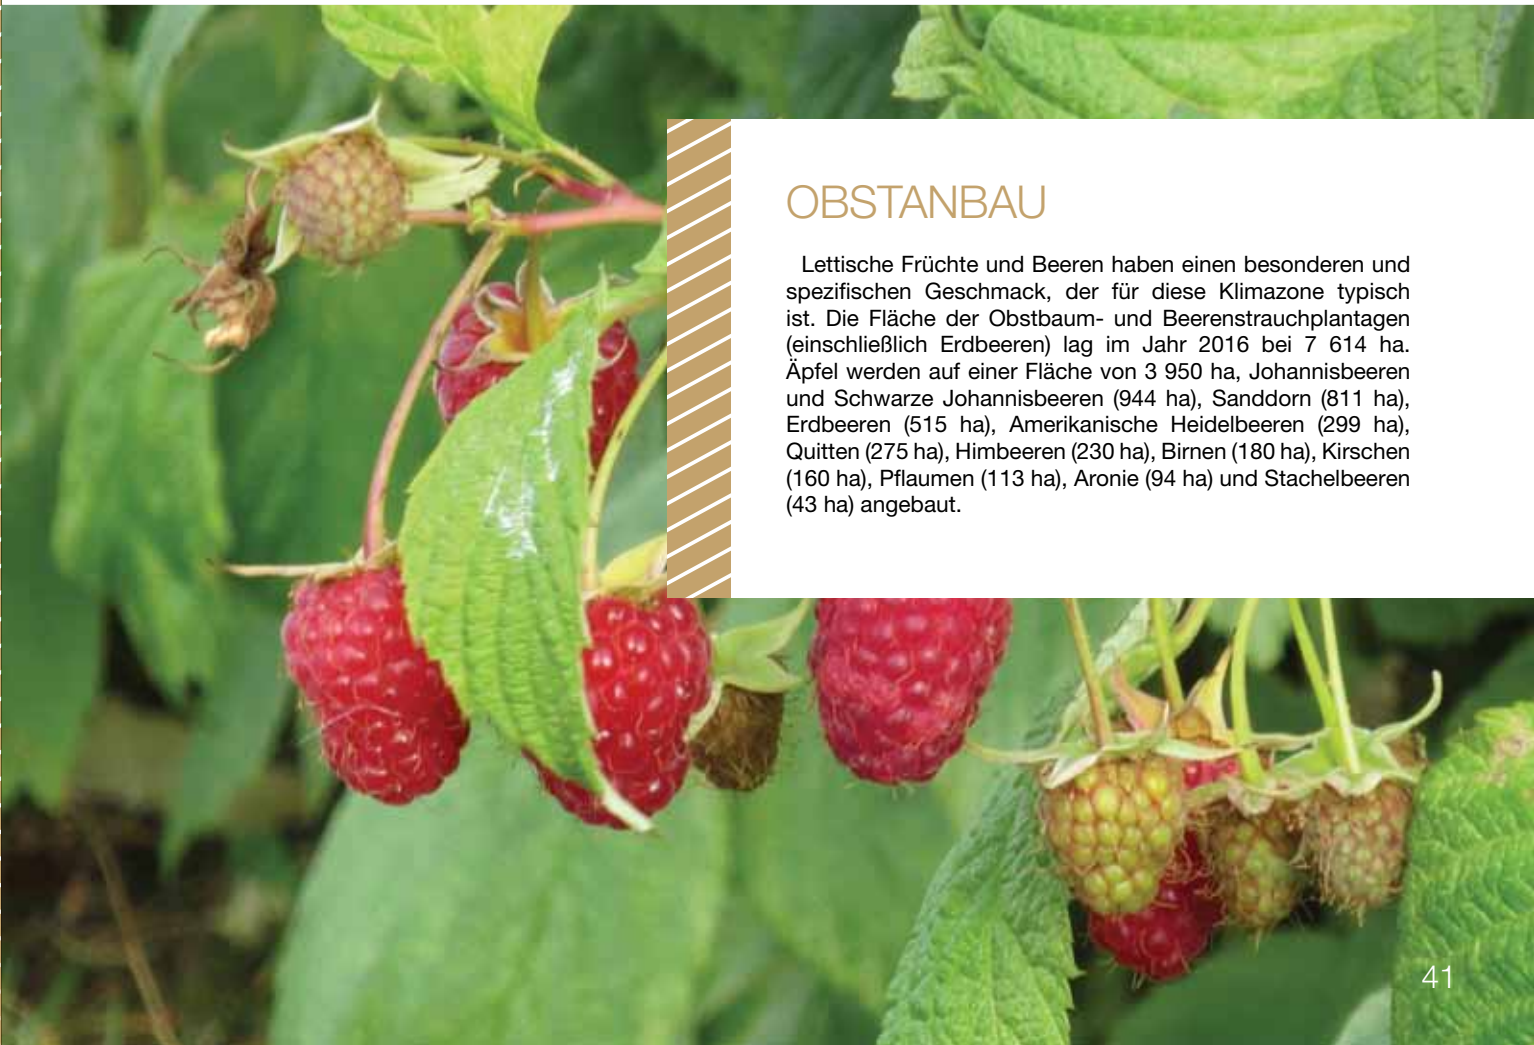 OBSTANBAU
Lettische Früchte und Beeren haben einen besonderen und
spezifischen Geschmack, der für diese Klimazone typisch
ist. Die Fläche der Obstbaum- und Beerenstrauchplantagen
(einschließlich Erdbeeren) lag im Jahr 2016 bei 7 614 ha.
Äpfel werden auf einer Fläche von 3 950 ha, Johannisbeeren
und Schwarze Johannisbeeren (944 ha), Sanddorn (811 ha),
Erdbeeren (515 ha), Amerikanische Heidelbeeren (299 ha),
Quitten (275 ha), Himbeeren (230 ha), Birnen (180 ha), Kirschen
(160 ha), Pflaumen (113 ha), Aronie (94 ha) und Stachelbeeren
(43 ha) angebaut.
41